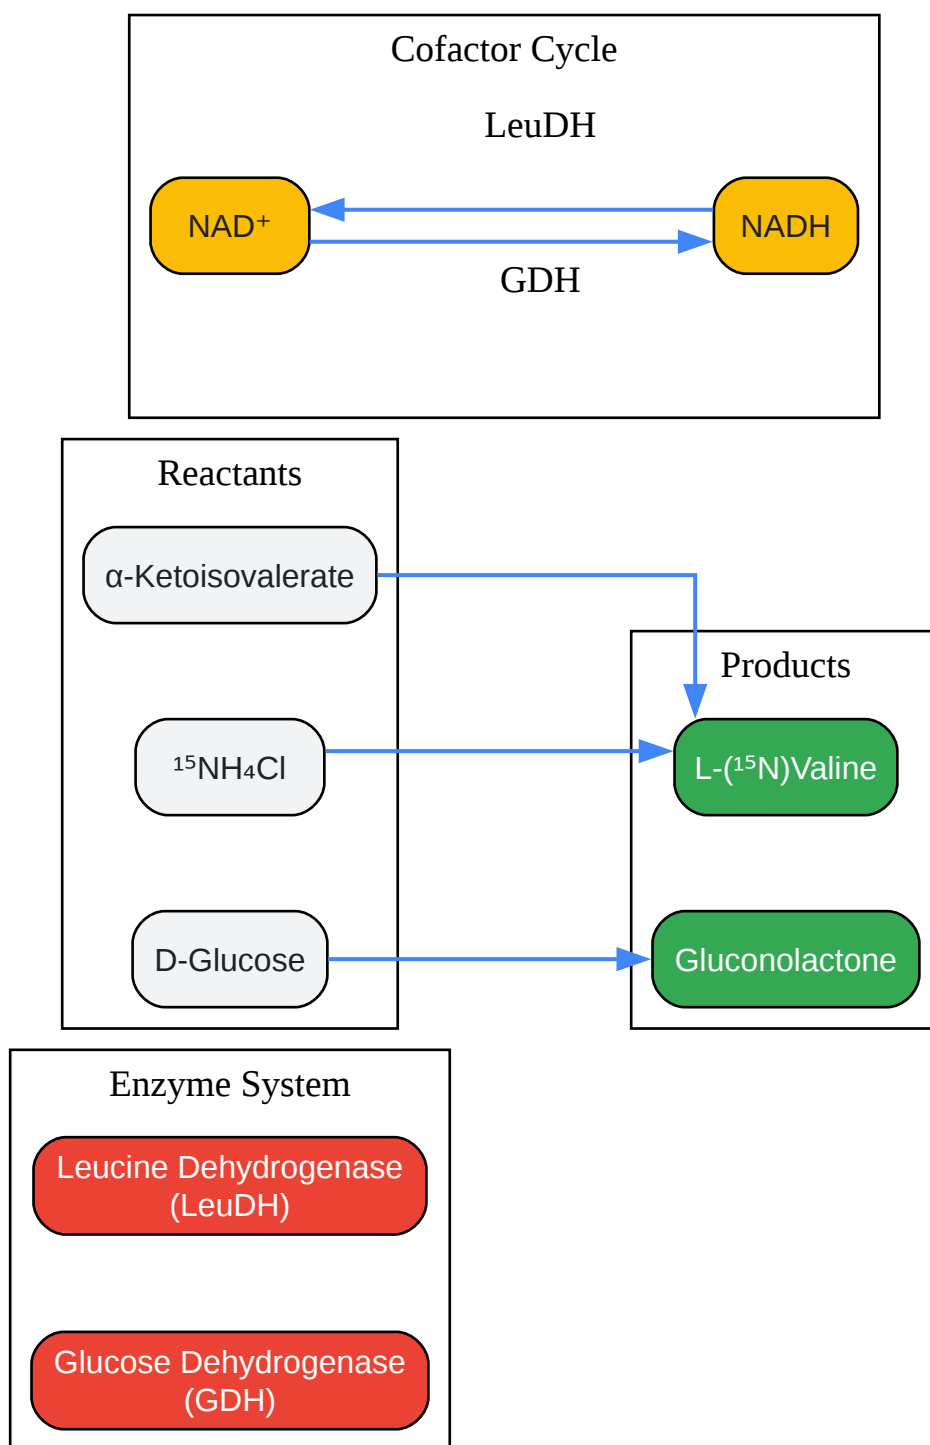 Cofactor Cycle
LeuDH
NAD⁺
NADH
GDH
Reactants
α-Ketoisovalerate
Products
¹⁵NH₄Cl
L-(¹⁵N)Valine
D-Glucose
Gluconolactone
Enzyme System
Leucine Dehydrogenase
(LeuDH)
Glucose Dehydrogenase
(GDH)